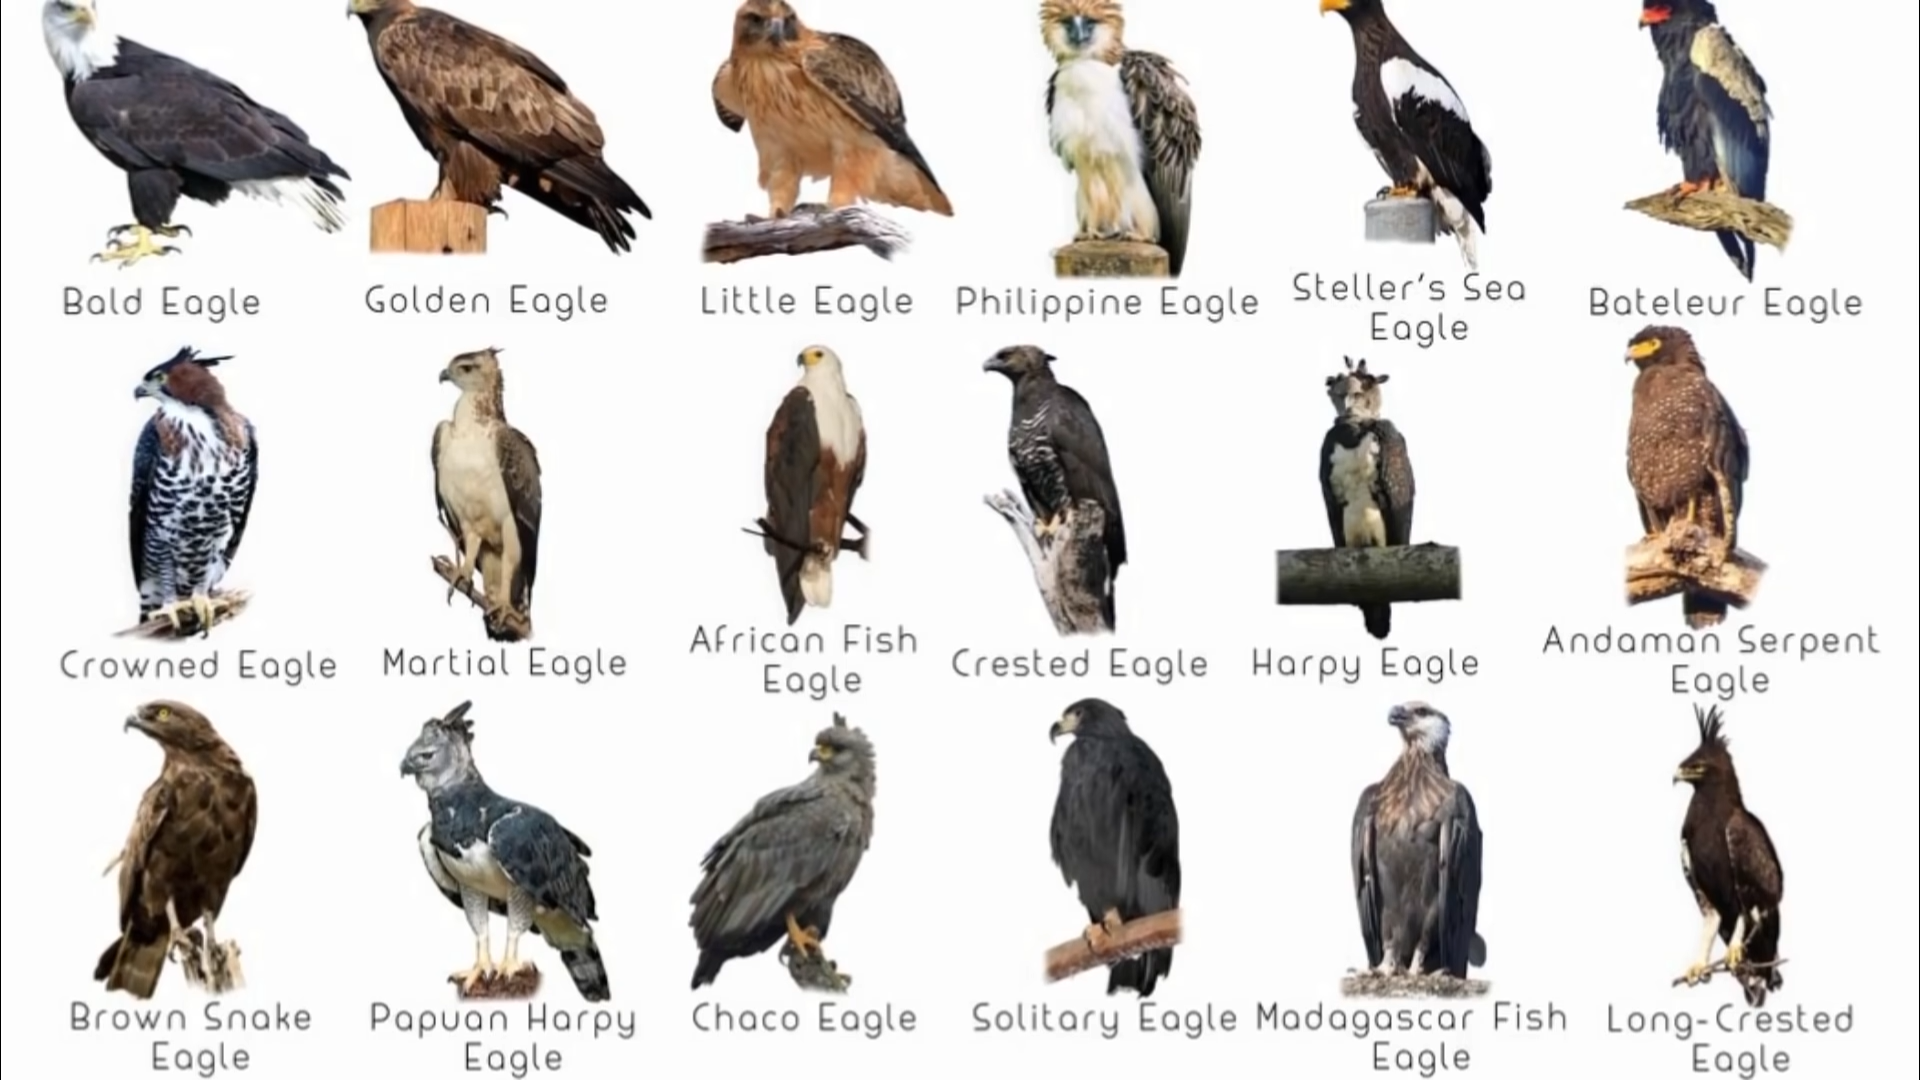 Bald Eagle
Golden Eagle
Little Eagle
Philippine Eagle
Steller's Sea
Eagle
Bateleur Eagle
Crowned Eagle
Martial Eagle
African Fish
Eagle
Crested Eagle
Harpy Eagle
Andaman Serpent
Eagle
Brown Snake
Eagle
Papuan Harpy
Eagle
Chaco Eagle
Solitary Eagle
Madagascar Fish
Eagle
Long-Crested
Eagle